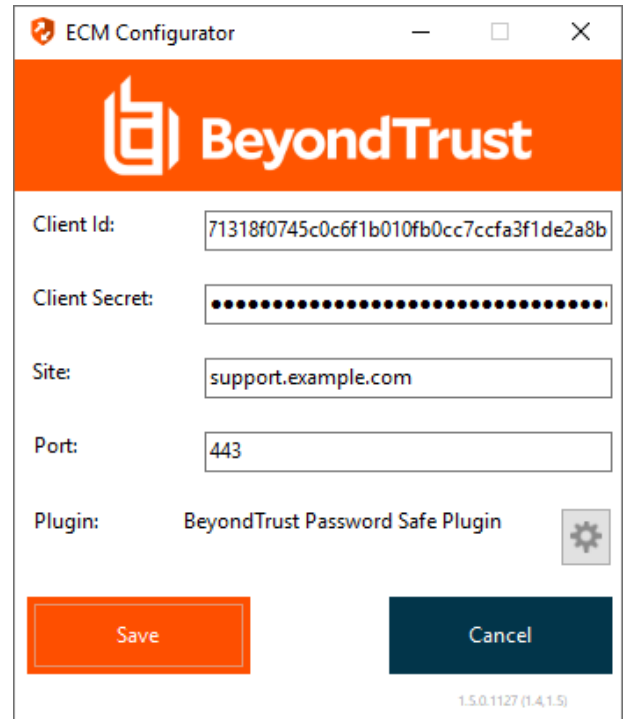 ECM Configurator
BeyondTrust
Client Id:
71318f0745c0c6f1b010fb0cc7ccfa3f1de2a8b
Client Secret:
Site:
support.example.com
Port:
443
Plugin:
BeyondTrust Password Safe Plugin
Save
Cancel
1.5.0.1127 (1.4,1.5)